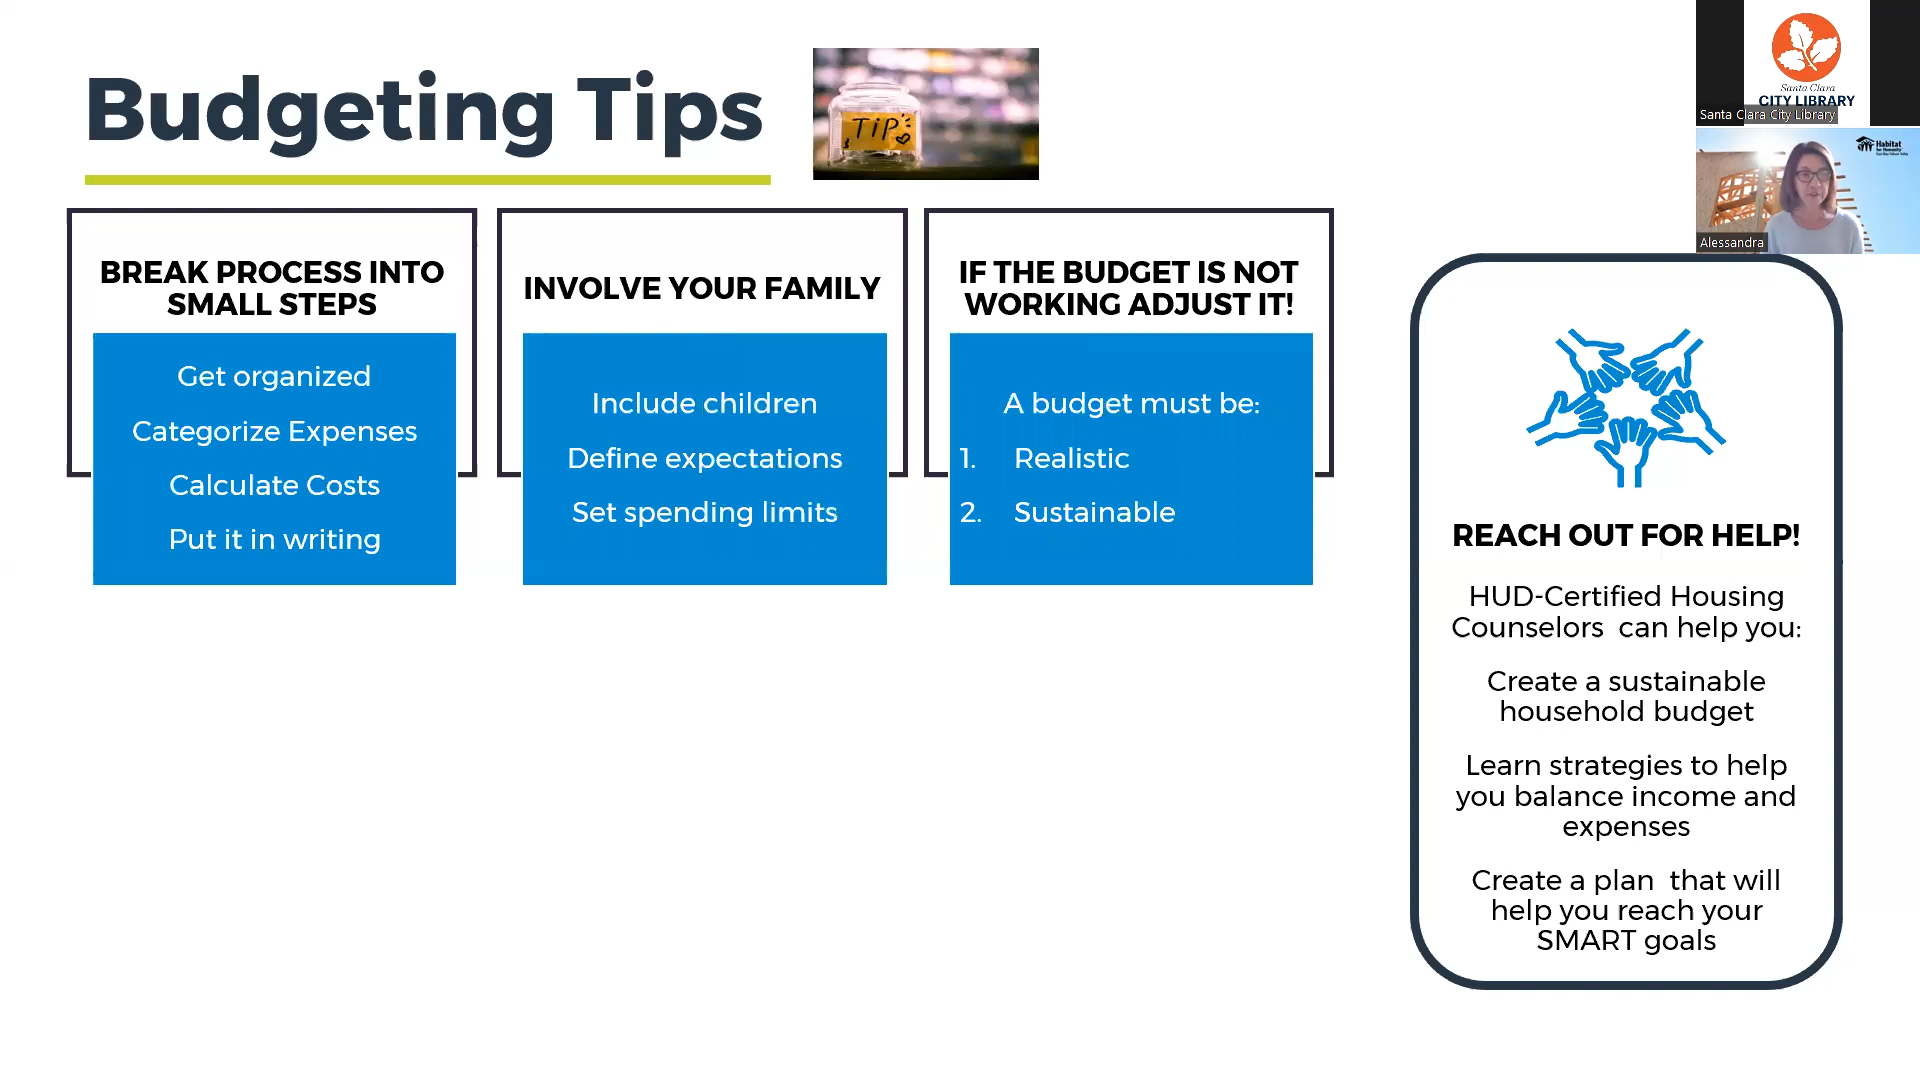 Budgeting Tips
TIP
BREAK PROCESS INTO
SMALL STEPS
Get organized
Categorize Expenses
Calculate Costs
Put it in writing
INVOLVE YOUR FAMILY
Include children
Define expectations
Set spending limits
IF THE BUDGET IS NOT
WORKING ADJUST IT!
A budget must be:
1. Realistic
2. Sustainable
Santa Clara
CITY LIBRARY
Santa Clara City Library
Habitat
for Humanity
Alessandra
REACH OUT FOR HELP!
HUD-Certified Housing
Counselors can help you:
Create a sustainable
household budget
Learn strategies to help
you balance income and
expenses
Create a plan that will
help you reach your
SMART goals